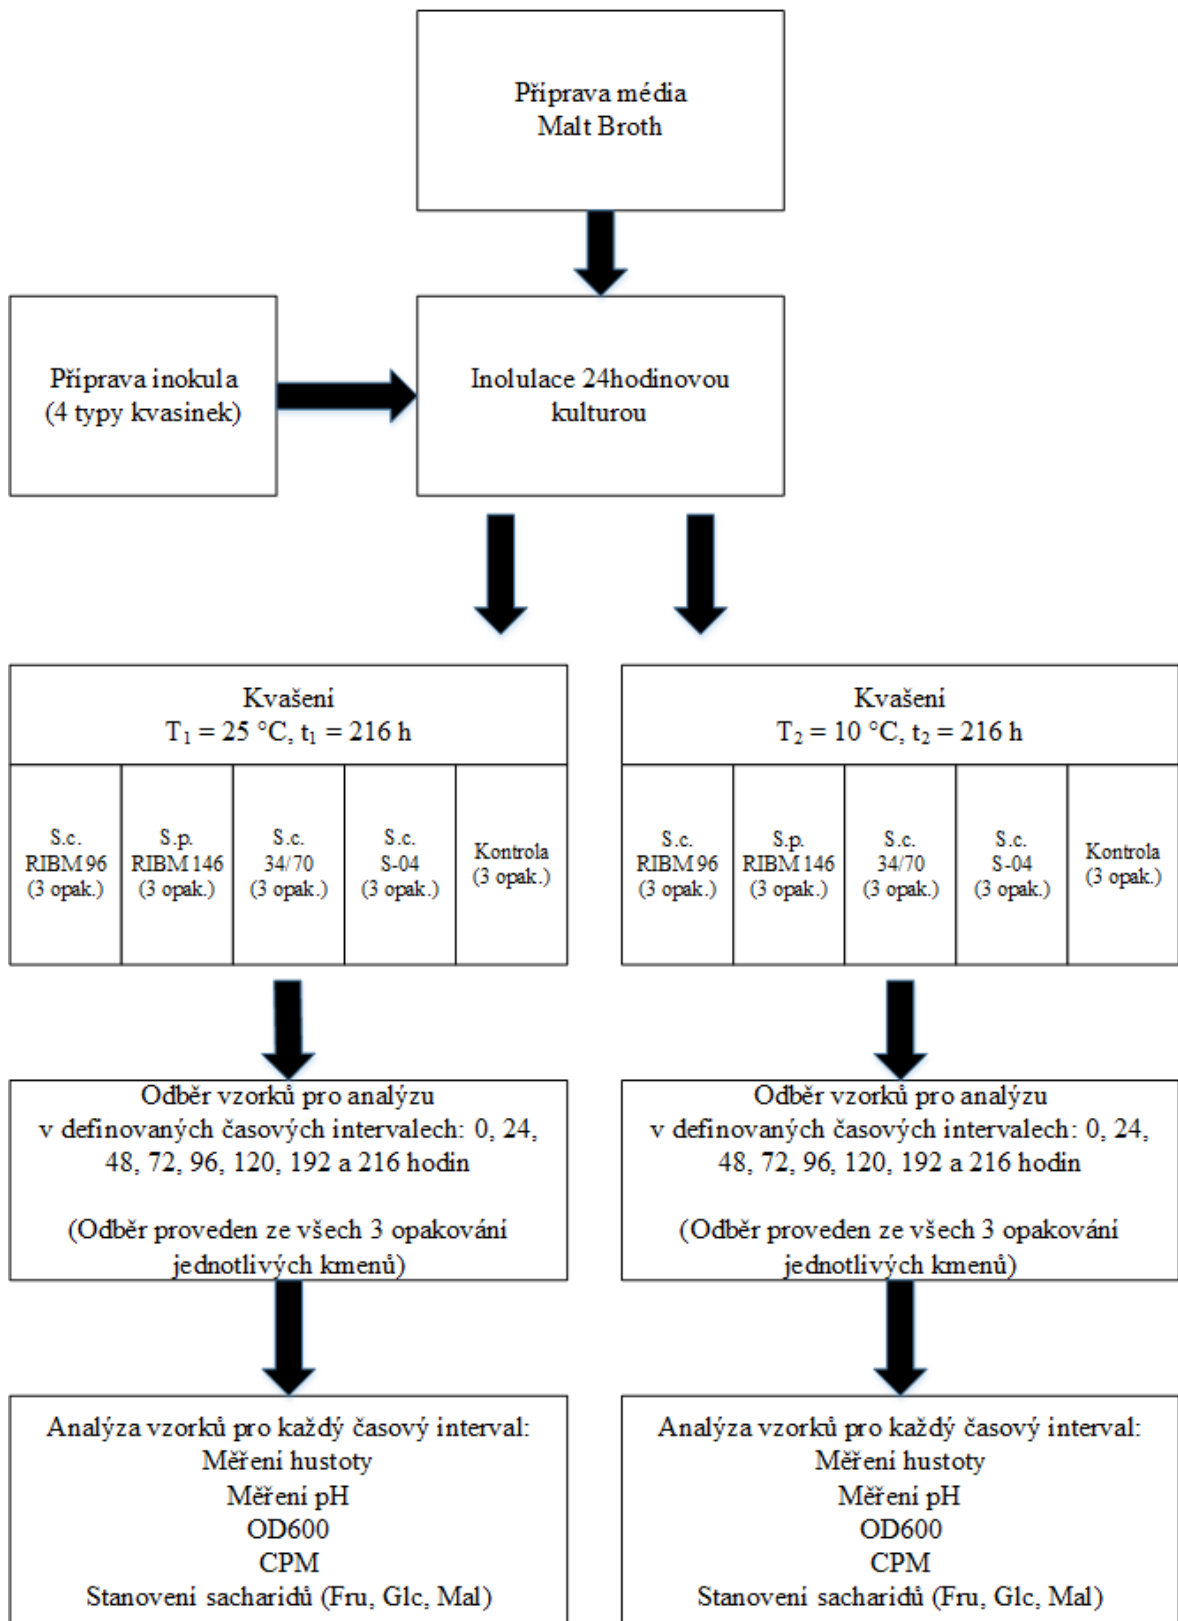 Příprava média
Malt Broth
Příprava inokula
(4 typy kvasinek)
Inolulace 24hodinovou
kulturou
Kvašení
T₁ = 25 °C, t₁ = 216 h
S.c.
RIBM 96
(3 opak.)
S.p.
RIBM 146
(3 opak.)
S.c.
34/70
(3 opak.)
S.c.
S-04
(3 opak.)
Kontrola
(3 opak.)
Kvašení
T₂ = 10 °C, t₂ = 216 h
S.c.
RIBM 96
(3 opak.)
S.p.
RIBM 146
(3 opak.)
S.c.
34/70
(3 opak.)
S.c.
S-04
(3 opak.)
Kontrola
(3 opak.)
Odběr vzorků pro analýzu
v definovaných časových intervalech: 0, 24,
48, 72, 96, 120, 192 a 216 hodin
(Odběr proveden ze všech 3 opakování
jednotlivých kmenů)
Odběr vzorků pro analýzu
v definovaných časových intervalech: 0, 24,
48, 72, 96, 120, 192 a 216 hodin
(Odběr proveden ze všech 3 opakování
jednotlivých kmenů)
Analýza vzorků pro každý časový interval:
Měření hustoty
Měření pH
OD600
CPM
Stanovení sacharidů (Fru, Glc, Mal)
Analýza vzorků pro každý časový interval:
Měření hustoty
Měření pH
OD600
CPM
Stanovení sacharidů (Fru, Glc, Mal)